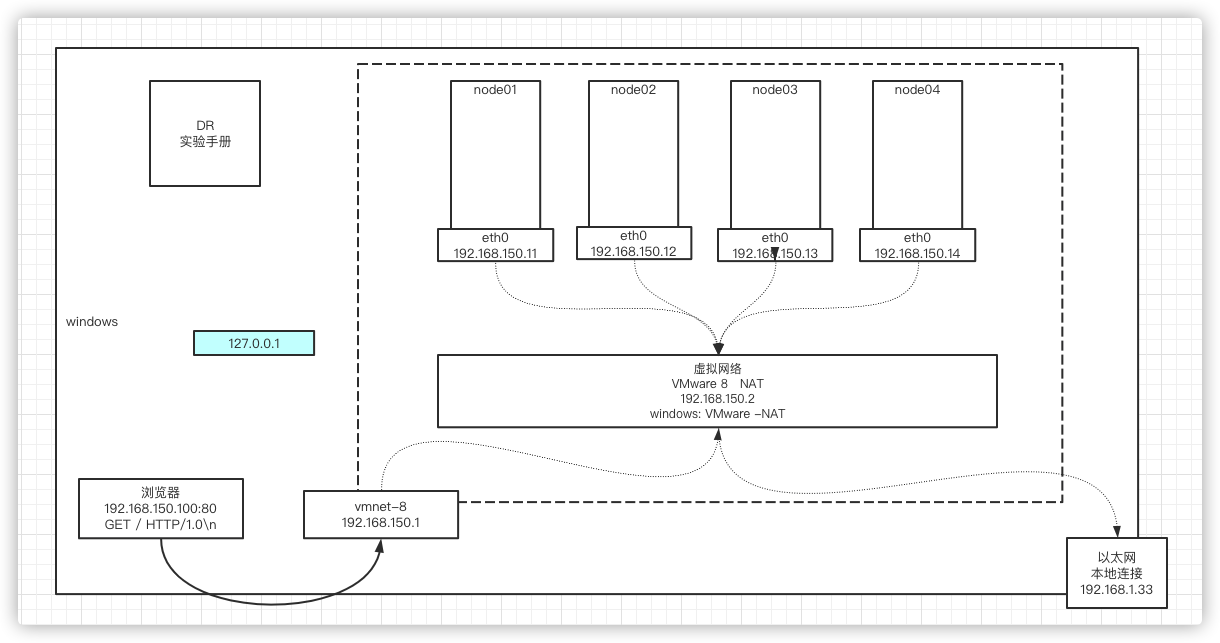 node01
node02
node03
node04
DR
实验手册
eth0
192.168.150.11
eth0
192.168.150.12
eth0
192.168.150.13
eth0
192.168.150.14
windows
127.0.0.1
虚拟网络
VMware 8 NAT
192.168.150.2
windows: VMware -NAT
浏览器
192.168.150.100:80
GET / HTTP/1.0\n
vmnet-8
192.168.150.1
以太网
本地连接
192.168.1.33